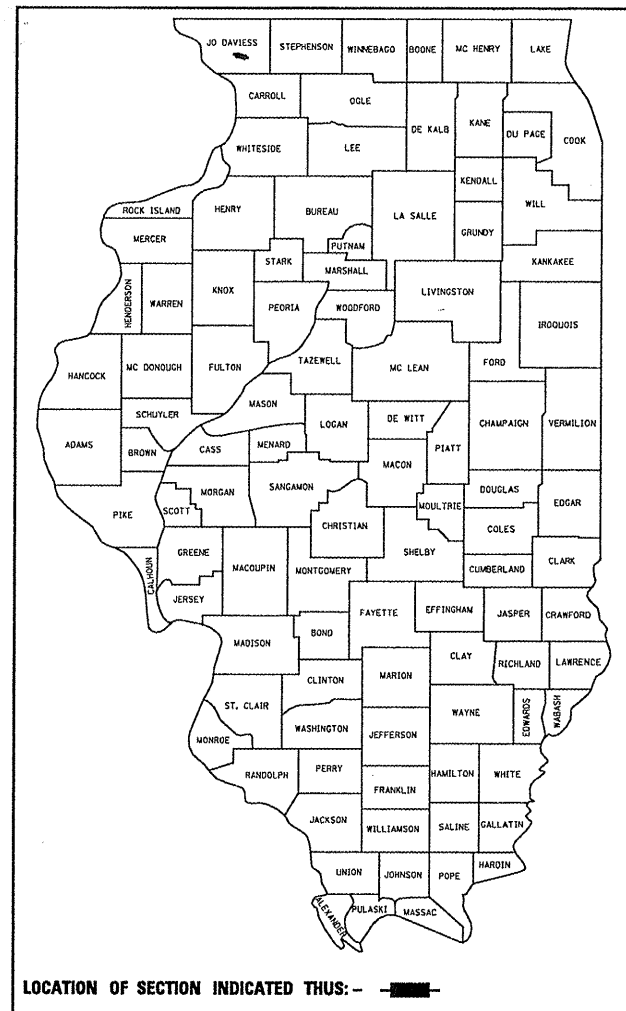 JO DAVIESS
STEPHENSON
WINNEBAGO
BOONE
MC HENRY
LAKE
CARROLL
OGLE
DE KALB
KANE
DU PAGE
COOK
WHITESIDE
LEE
KENDALL
WILL
ROCK ISLAND
HENRY
BUREAU
LA SALLE
GRUNDY
MERCER
PUTNAM
STARK
MARSHALL
KANKAKEE
HENDERSON
WARREN
KNOX
PEORIA
WOODFORD
LIVINGSTON
IROQUOIS
HANCOCK
MC DONOUGH
FULTON
TAZEWELL
MC LEAN
FORD
MASON
SCHUYLER
LOGAN
DE WITT
CHAMPAIGN
VERMILION
ADAMS
BROWN
CASS
MENARD
MACON
PIATT
PIKE
SCOTT
MORGAN
SANGAMON
CHRISTIAN
MOULTRIE
DOUGLAS
EDGAR
COLES
CALHOUN
GREENE
MACOUPIN
MONTGOMERY
SHELBY
CUMBERLAND
CLARK
JERSEY
FAYETTE
EFFINGHAM
JASPER
CRAWFORD
MADISON
BOND
CLAY
RICHLAND
LAWRENCE
CLINTON
MARION
ST. CLAIR
WAYNE
EDWARDS
WABASH
WASHINGTON
JEFFERSON
MONROE
RANDOLPH
PERRY
HAMILTON
WHITE
FRANKLIN
JACKSON
WILLIAMSON
SALINE
GALLATIN
UNION
JOHNSON
POPE
HARDIN
ALEXANDER
PULASKI
MASSAC
LOCATION OF SECTION INDICATED THUS:-